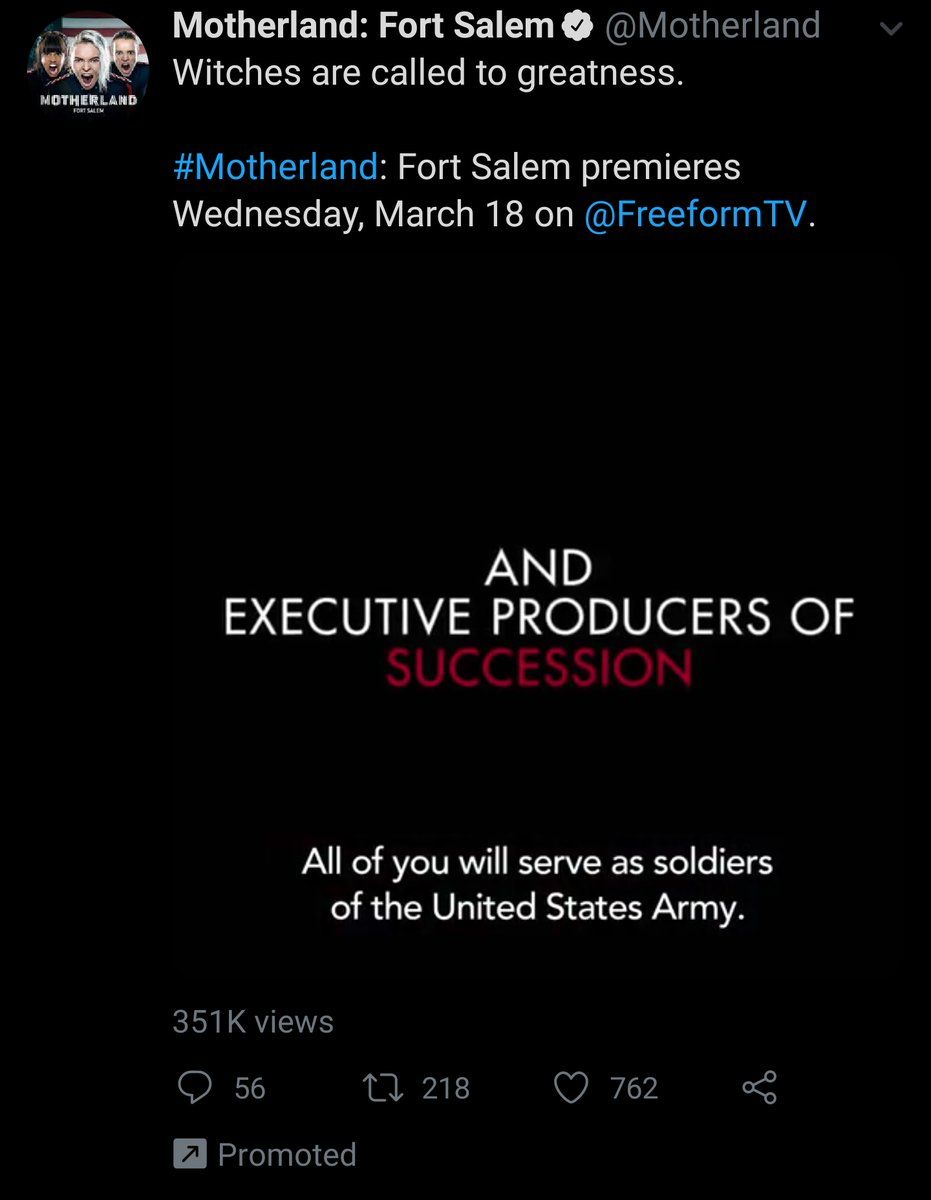 Motherland: Fort Salem @Motherland
Witches are called to greatness.
#Motherland: Fort Salem premieres
Wednesday, March 18 on @FreeformTV.
MOTHERLAND
FORT SALEM
AND
EXECUTIVE PRODUCERS OF
SUCCESSION
All of you will serve as soldiers
of the United States Army.
351K views
56 218 762
Promoted